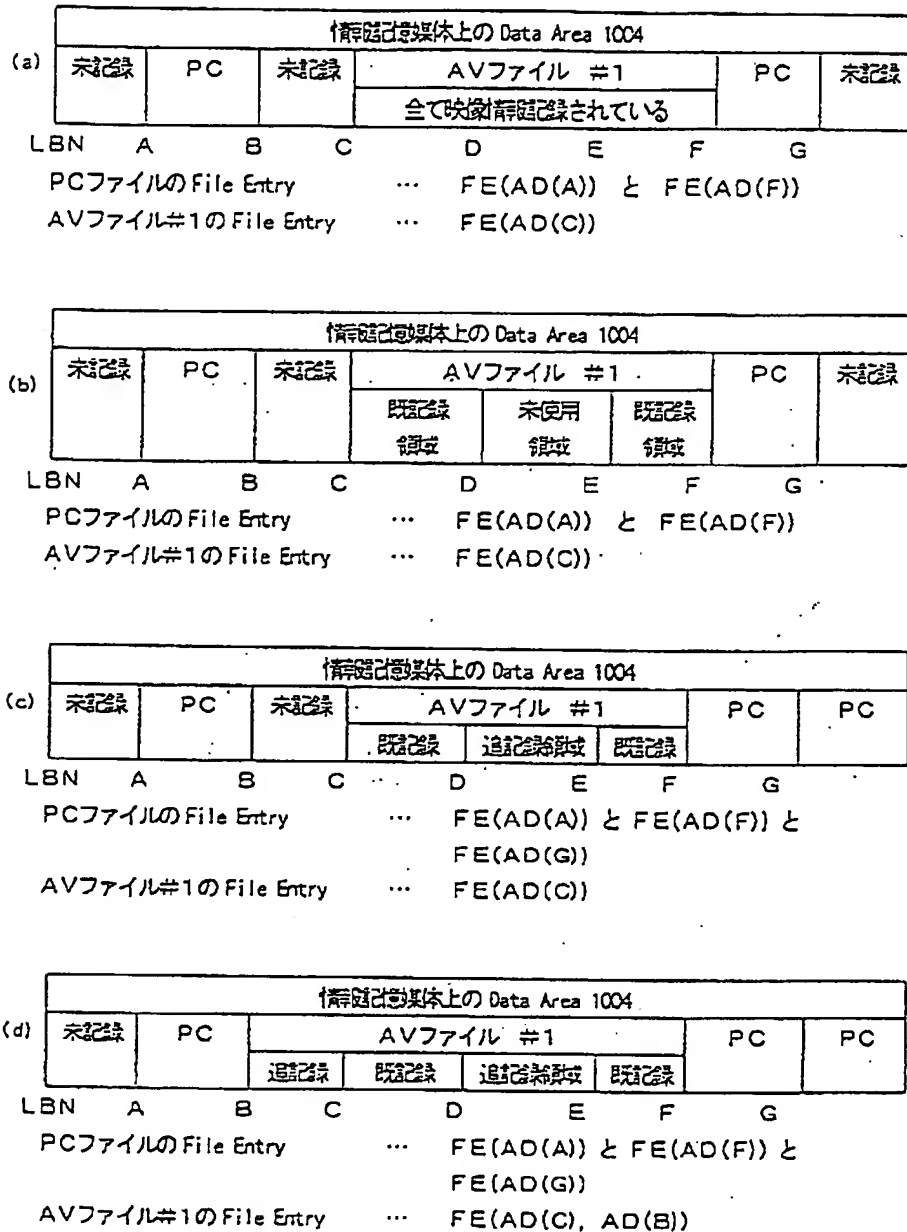 情報記憶媒体上の Data Area 1004
(a) 未記録 PC 未記録 AVファイル #1 PC 未記録
全て映像情報記録されている
LBN A B C D E F G
PCファイルのFile Entry … FE(AD(A)) と FE(AD(F))
AVファイル#1のFile Entry … FE(AD(C))
情報記憶媒体上の Data Area 1004
(b) 未記録 PC 未記録 AVファイル #1 PC 未記録
既記録 未使用 既記録
領域 領域 領域
LBN A B C D E F G
PCファイルのFile Entry … FE(AD(A)) と FE(AD(F))
AVファイル#1のFile Entry … FE(AD(C))
情報記憶媒体上の Data Area 1004
(c) 未記録 PC 未記録 AVファイル #1 PC PC
既記録 追記録領域 既記録
LBN A B C D E F G
PCファイルのFile Entry … FE(AD(A)) と FE(AD(F)) と
FE(AD(G))
AVファイル#1のFile Entry … FE(AD(C))
情報記憶媒体上の Data Area 1004
(d) 未記録 PC AVファイル #1 PC PC
追記録 既記録 追記録領域 既記録
LBN A B C D E F G
PCファイルのFile Entry … FE(AD(A)) と FE(AD(F)) と
FE(AD(G))
AVファイル#1のFile Entry … FE(AD(C), AD(B))